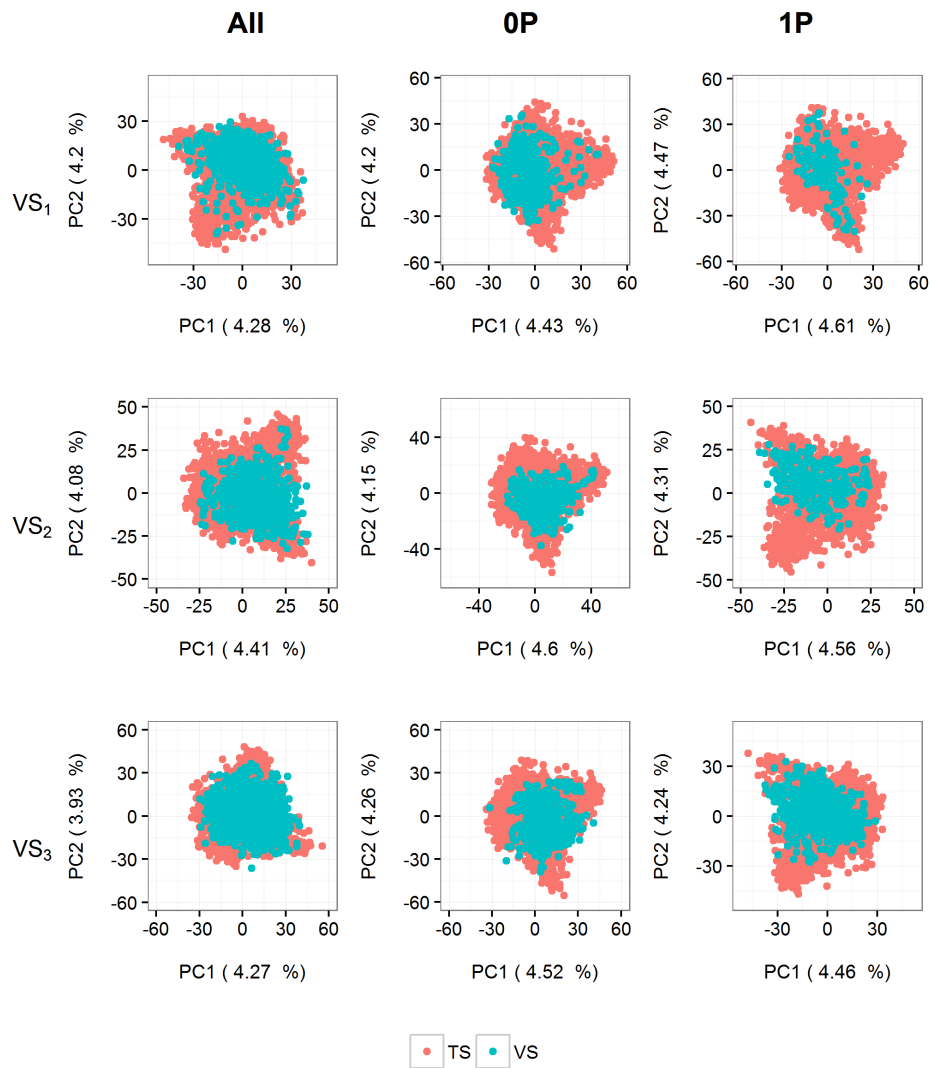 All 0P 1P
VS1
PC2 ( 4.2 %)
30
0
-30
-30 0 30
PC1 ( 4.28 %)
PC2 ( 4.2 %)
60
30
0
-30
-60
-60 -30 0 30 60
PC1 ( 4.43 %)
PC2 ( 4.47 %)
60
30
0
-30
-60
-60 -30 0 30 60
PC1 ( 4.61 %)
VS2
PC2 ( 4.08 %)
50
25
0
-25
-50
-50 -25 0 25 50
PC1 ( 4.41 %)
PC2 ( 4.15 %)
40
0
-40
-40 0 40
PC1 ( 4.6 %)
PC2 ( 4.31 %)
50
25
0
-25
-50
-50 -25 0 25 50
PC1 ( 4.56 %)
VS3
PC2 ( 3.93 %)
60
30
0
-30
-60
-60 -30 0 30 60
PC1 ( 4.27 %)
PC2 ( 4.26 %)
60
30
0
-30
-60
-60 -30 0 30 60
PC1 ( 4.52 %)
PC2 ( 4.24 %)
30
0
-30
-30 0 30
PC1 ( 4.46 %)
TS VS